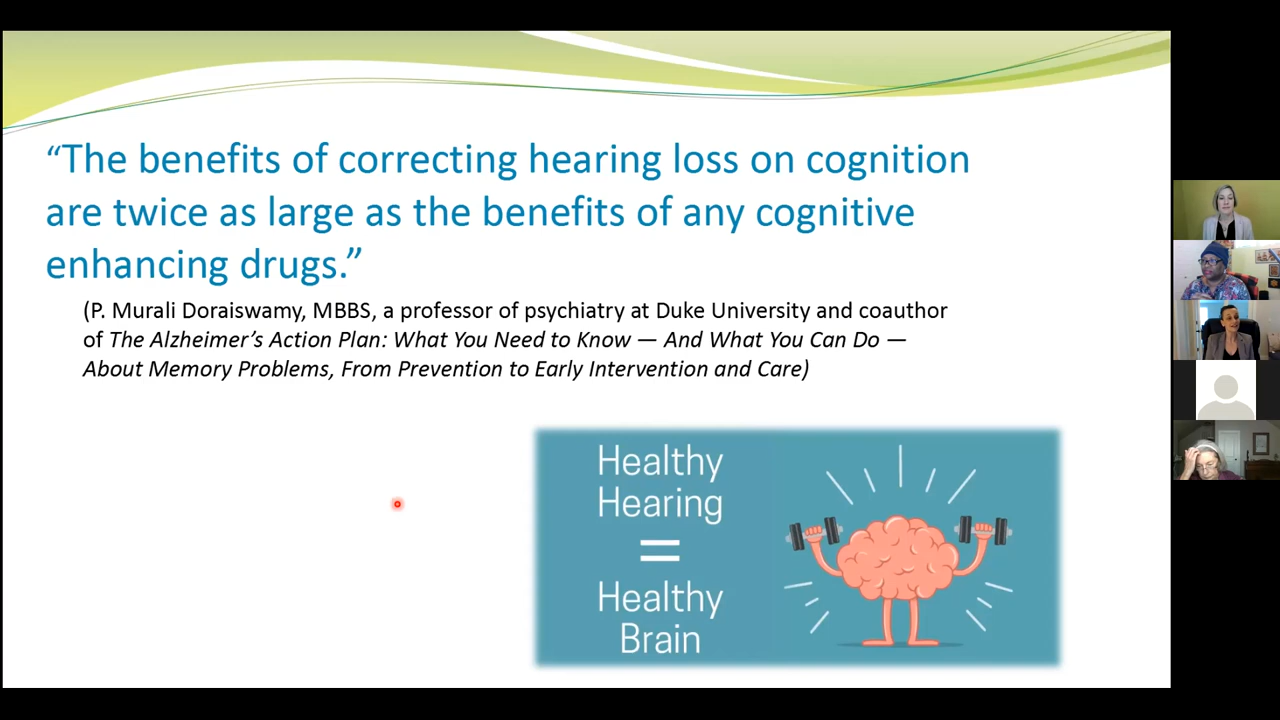 “The benefits of correcting hearing loss on cognition
are twice as large as the benefits of any cognitive
enhancing drugs.”
(P. Murali Doraiswamy, MBBS, a professor of psychiatry at Duke University and coauthor
of The Alzheimer’s Action Plan: What You Need to Know — And What You Can Do —
About Memory Problems, From Prevention to Early Intervention and Care)
Healthy
Hearing
=
Healthy
Brain